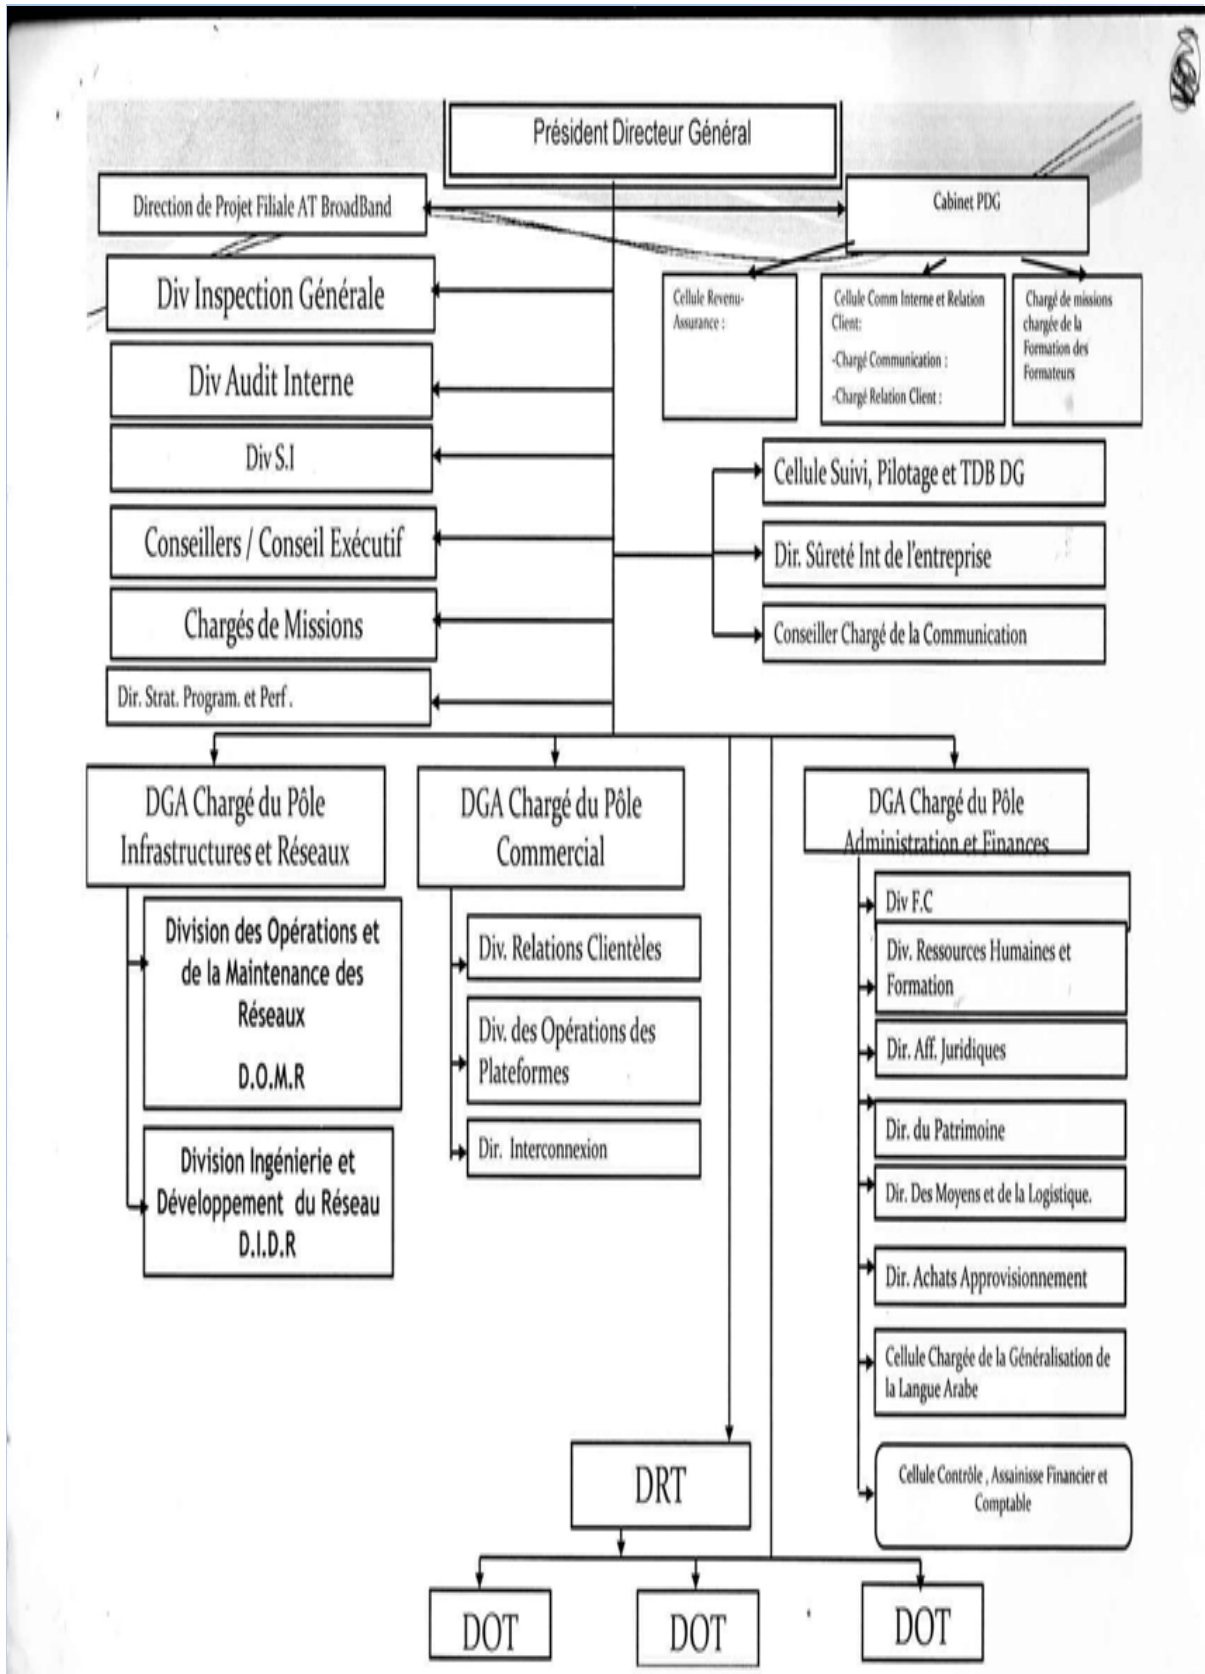 Président Directeur Général
Direction de Projet Filiale AT BroadBand
Cabinet PDG
Div Inspection Générale
Cellule Revenu-
Assurance :
Cellule Comm Interne et Relation
Client:
-Chargé Communication :
-Chargé Relation Client :
Chargé de missions
chargée de la
Formation des
Formateurs
Div Audit Interne
Div S.I
Conseillers / Conseil Exécutif
Chargés de Missions
Dir. Strat. Program. et Perf .
Cellule Suivi, Pilotage et TDB DG
Dir. Sûreté Int de l'entreprise
Conseiller Chargé de la Communication
DGA Chargé du Pôle
Infrastructures et Réseaux
Division des Opérations et
de la Maintenance des
Réseaux
D.O.M.R
Division Ingénierie et
Développement du Réseau
D.I.D.R
DGA Chargé du Pôle
Commercial
Div. Relations Clientèles
Div. des Opérations des
Plateformes
Dir. Interconnexion
DGA Chargé du Pôle
Administration et Finances
Div F.C
Div. Ressources Humaines et
Formation
Dir. Aff. Juridiques
Dir. du Patrimoine
Dir. Des Moyens et de la Logistique.
Dir. Achats Approvisionnement
Cellule Chargée de la Généralisation de
la Langue Arabe
Cellule Contrôle , Assainisse Financier et
Comptable
DRT
DOT
DOT
DOT